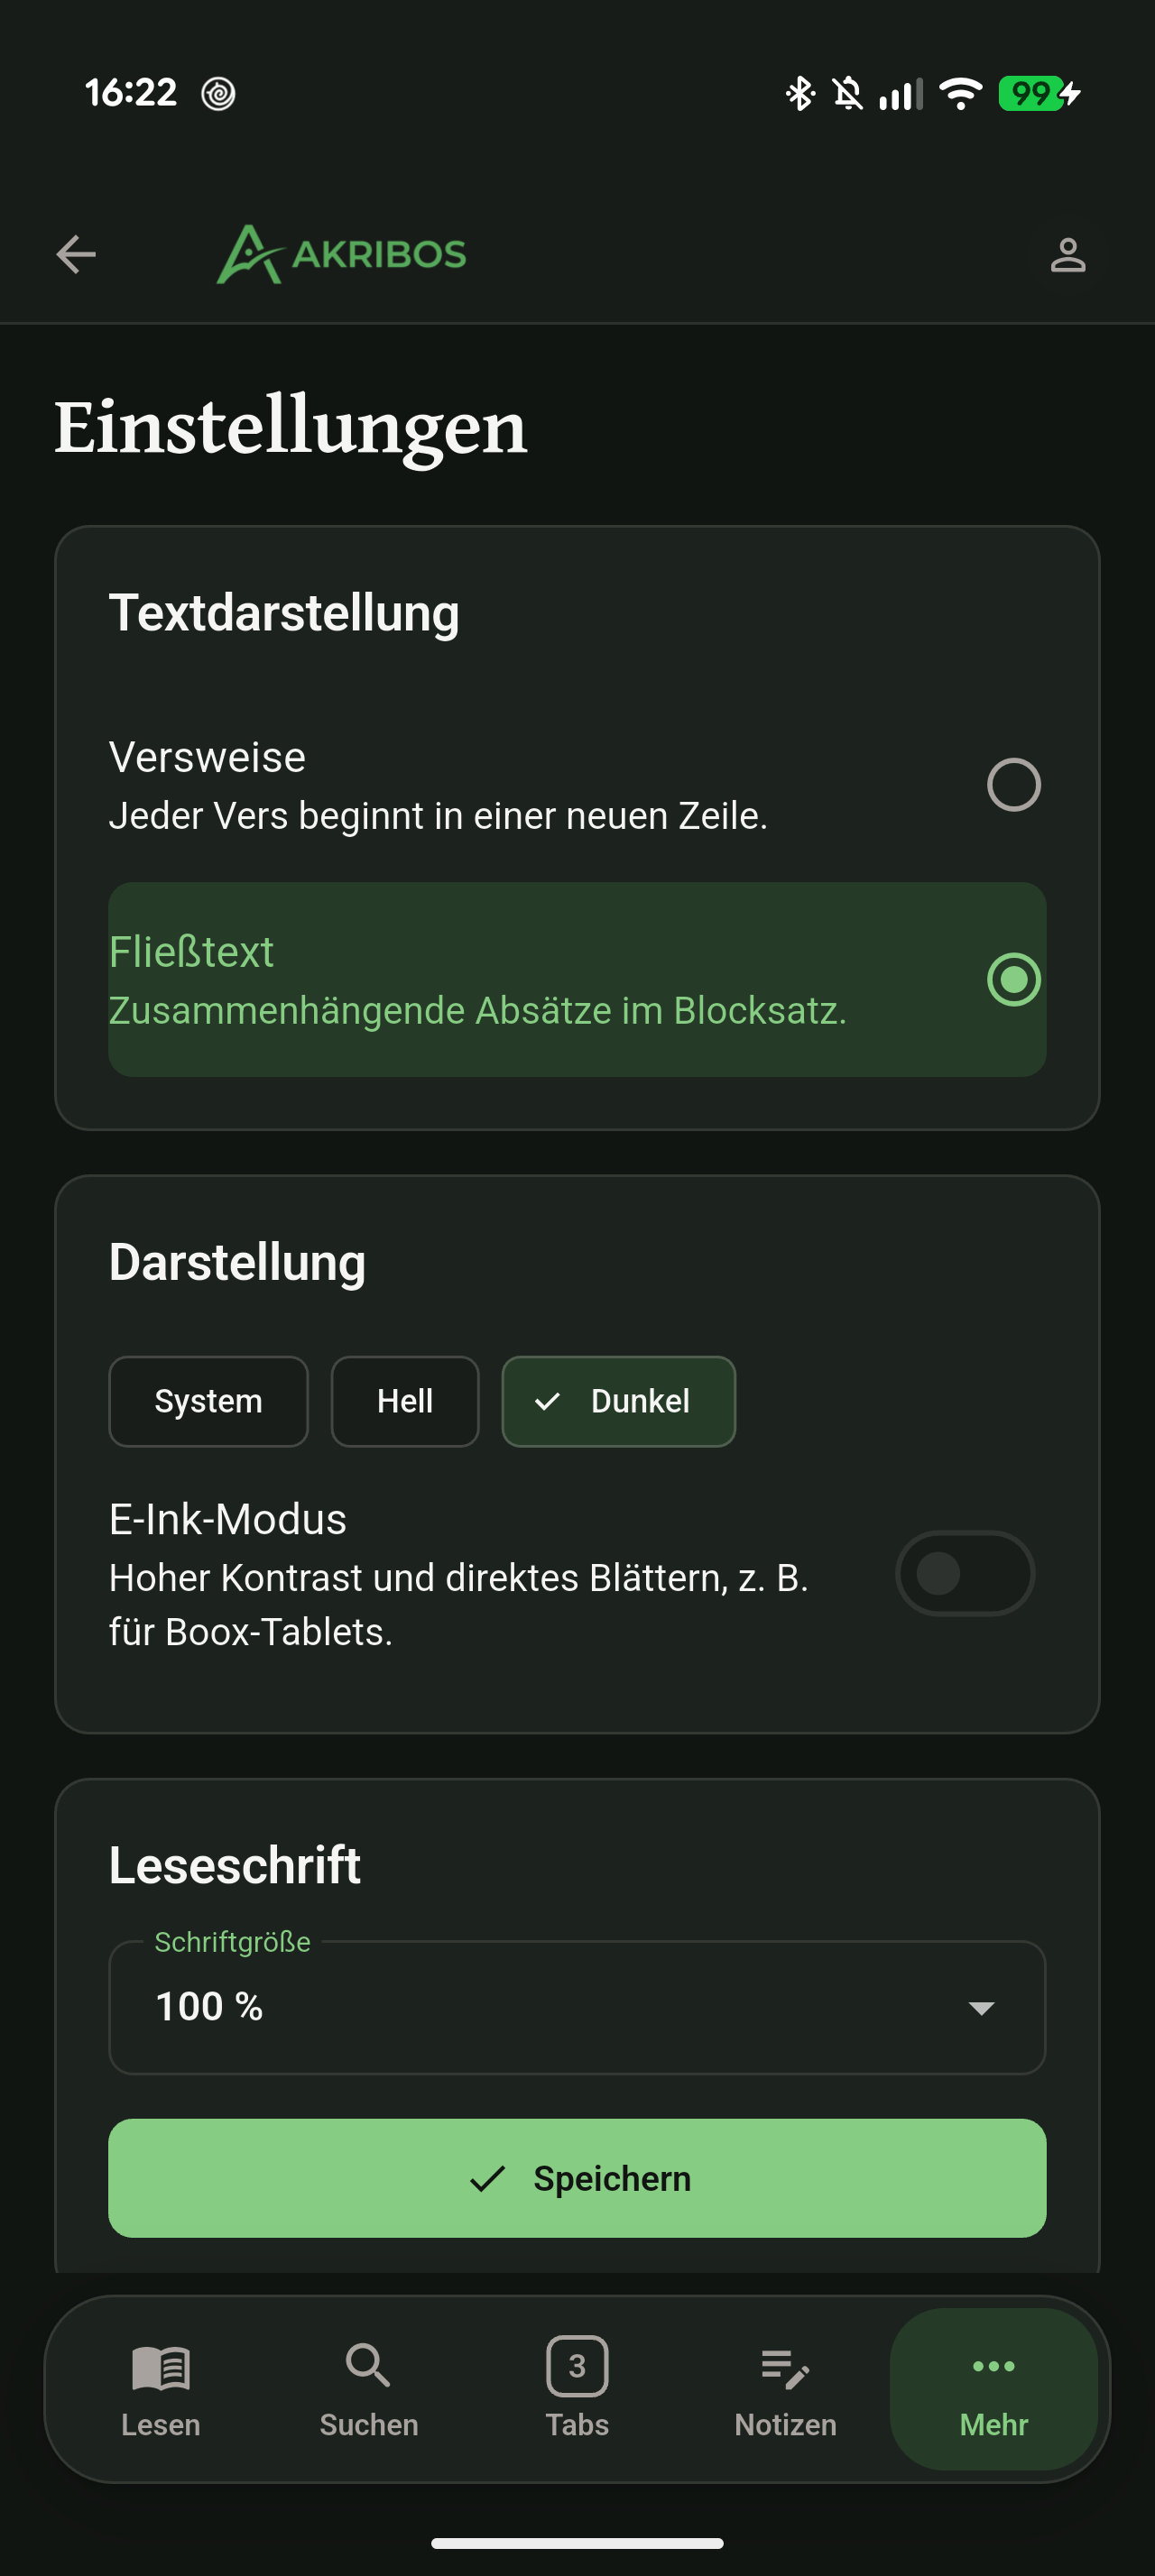 16:22
99
AKRIBOS
Einstellungen
Textdarstellung
Versweise
Jeder Vers beginnt in einer neuen Zeile.
Fließtext
Zusammenhängende Absätze im Blocksatz.
Darstellung
System Hell Dunkel
E-Ink-Modus
Hoher Kontrast und direktes Blättern, z. B.
für Boox-Tablets.
Leseschrift
Schriftgröße
100 %
Speichern
3
Lesen Suchen Tabs Notizen Mehr